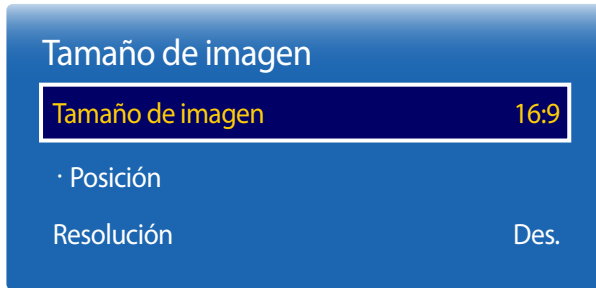 Tamaño de imagen
Tamaño de imagen 16:9
· Posición
Resolución Des.